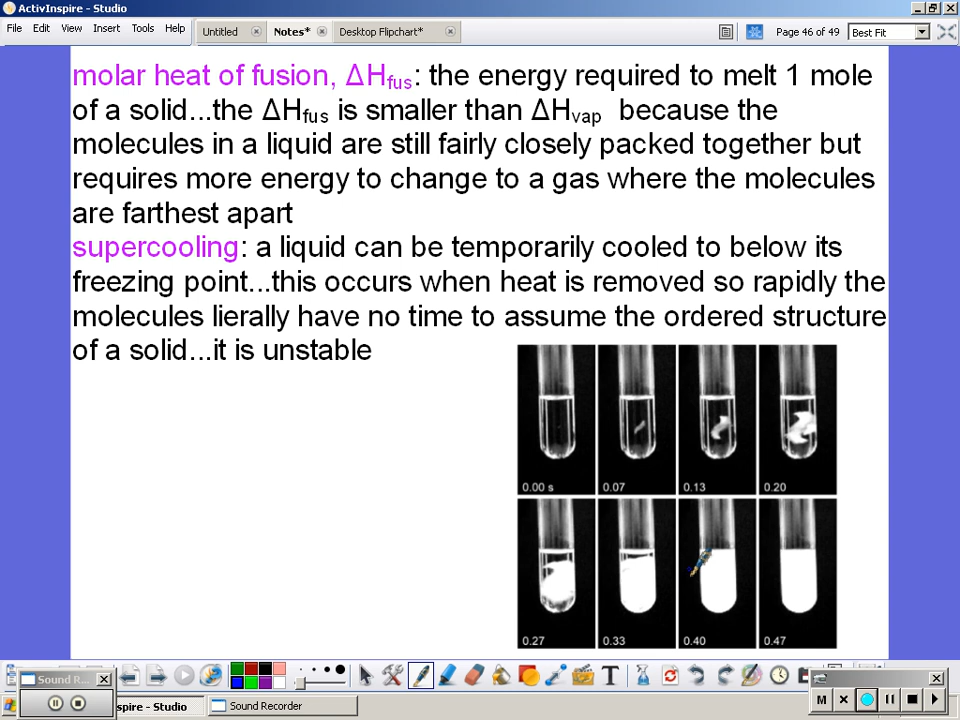 ActivInspire - Studio
File Edit View Insert Tools Help
Untitled Notes* Desktop Flipchart*
Page 46 of 49 Best Fit
molar heat of fusion, ΔHfus: the energy required to melt 1 mole
of a solid...the ΔHfus is smaller than ΔHvap because the
molecules in a liquid are still fairly closely packed together but
requires more energy to change to a gas where the molecules
are farthest apart
supercooling: a liquid can be temporarily cooled to below its
freezing point...this occurs when heat is removed so rapidly the
molecules lierally have no time to assume the ordered structure
of a solid...it is unstable
0.00 s 0.07 0.13 0.20
0.27 0.33 0.40 0.47
Sound R...
M
spire - Studio
Sound Recorder